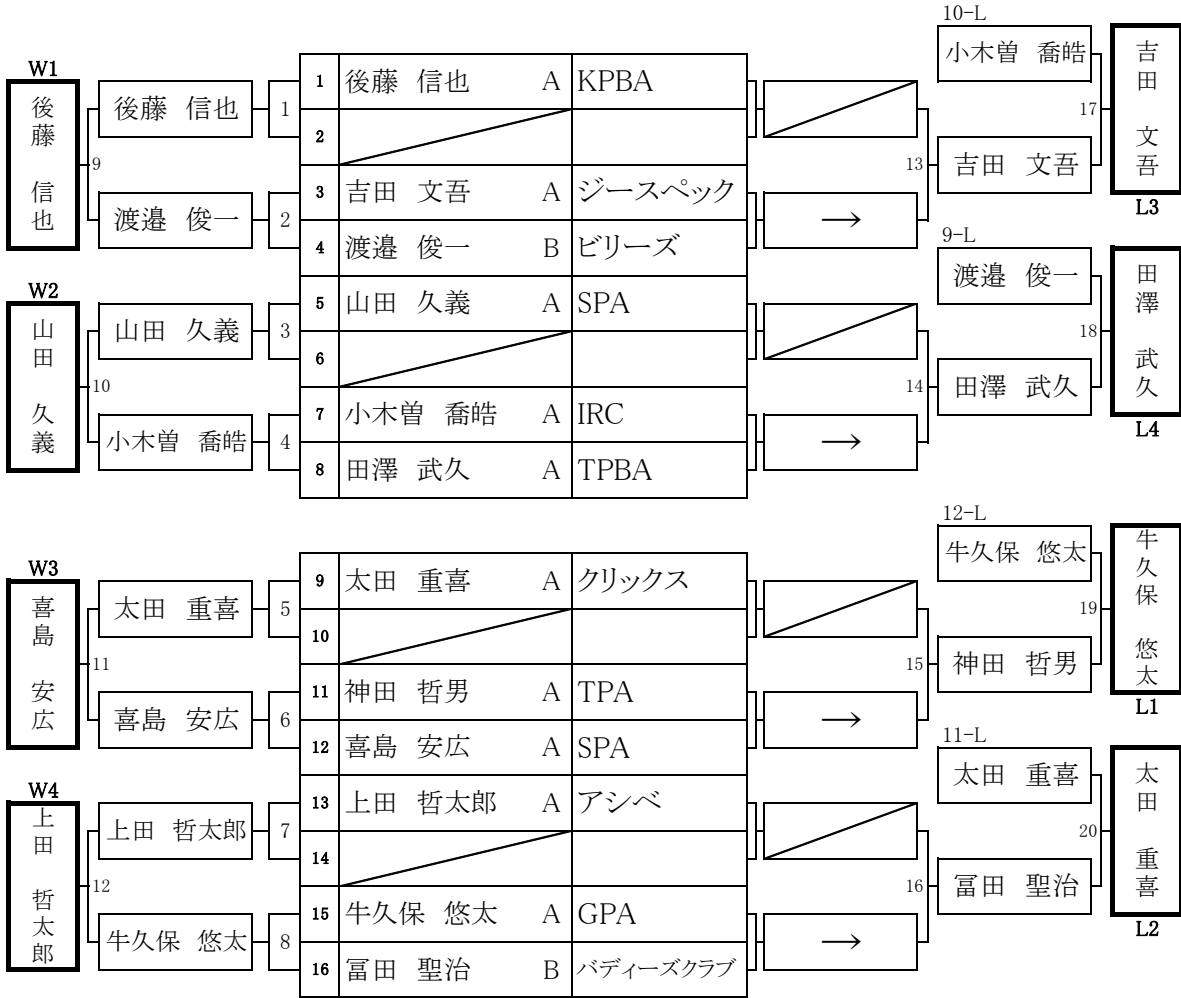 10-L
小木曽 喬皓
吉田 文吾
W1
後藤 信也
後藤 信也
1
1 後藤 信也 A KPBA
2
17
9
13
吉田 文吾
渡邉 俊一
2
3 吉田 文吾 A ジースペック
→
4 渡邉 俊一 B ビリーズ
L3
9-L
渡邉 俊一
田澤 武久
W2
山田 久義
山田 久義
3
5 山田 久義 A SPA
6
18
10
14
田澤 武久
小木曽 喬皓
4
7 小木曽 喬皓 A IRC
→
8 田澤 武久 A TPBA
L4
12-L
牛久保 悠太
牛久保 悠太
W3
喜島 安広
太田 重喜
5
9 太田 重喜 A クリックス
10
19
11
15
神田 哲男
喜島 安広
6
11 神田 哲男 A TPA
→
12 喜島 安広 A SPA
L1
11-L
太田 重喜
太田 重喜
W4
上田 哲太郎
上田 哲太郎
7
13 上田 哲太郎 A アシベ
14
20
12
16
冨田 聖治
牛久保 悠太
8
15 牛久保 悠太 A GPA
→
16 冨田 聖治 B バディーズクラブ
L2